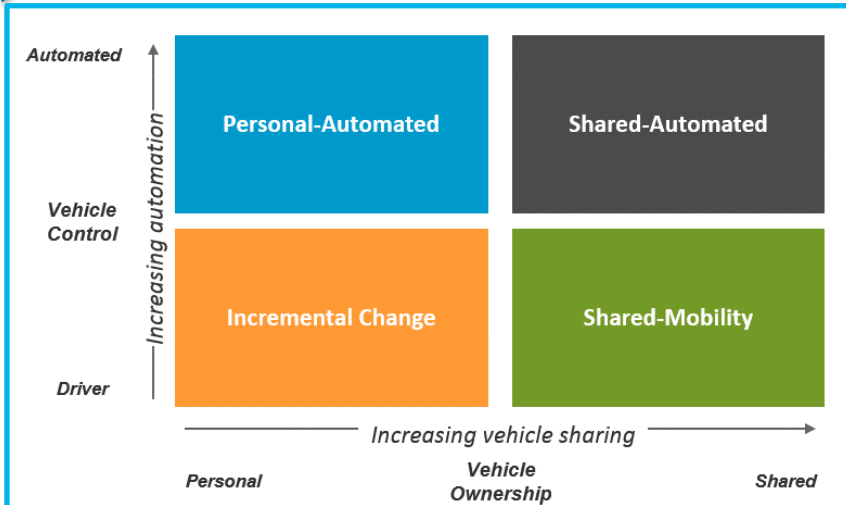 Automated
Personal-Automated
Shared-Automated
Increasing automation
Vehicle
Control
Incremental Change
Shared-Mobility
Driver
Increasing vehicle sharing
Personal
Vehicle
Ownership
Shared